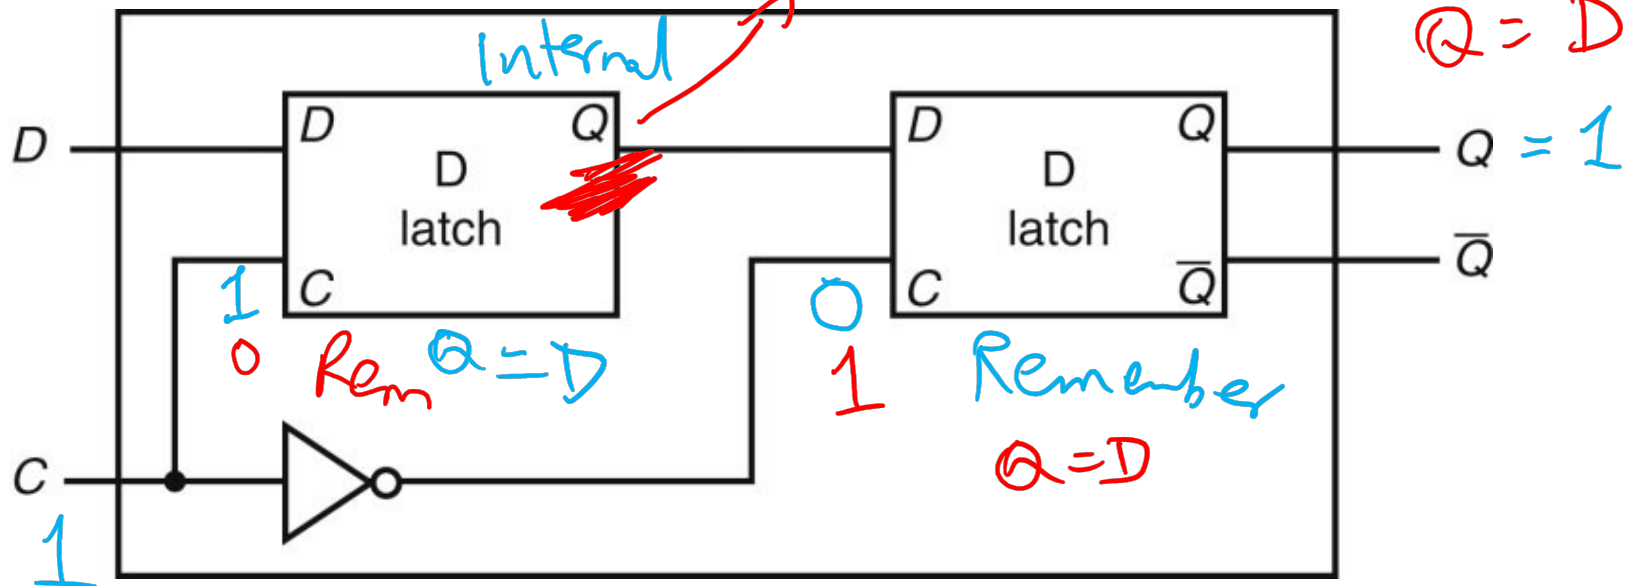 Internal
Q = D
D
D
Q
D
latch
C
D
Q
D
latch
C
Q̅
Q = 1
Q̅
1
0
Rem
Q = D
0
1
Remember
Q = D
C
1